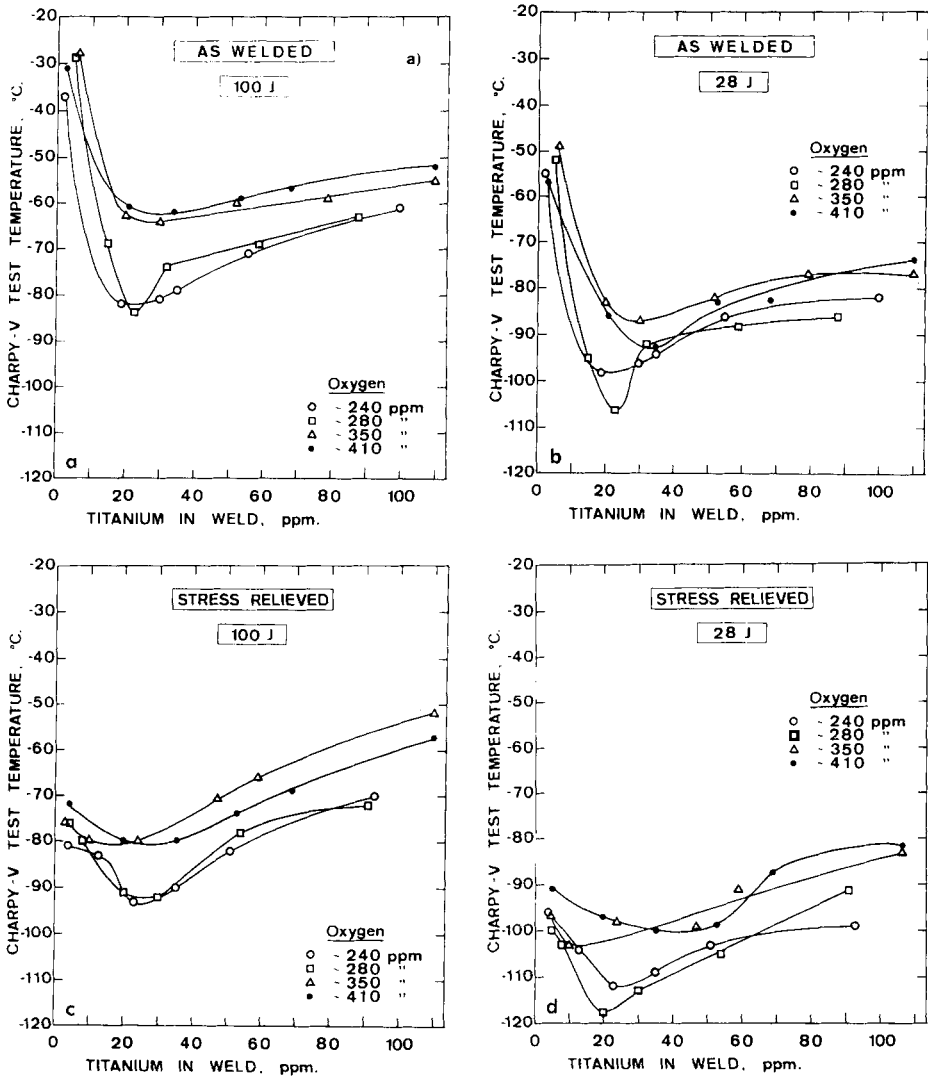 -20
-30
-40
-50
-60
-70
-80
-90
-100
-110
-120
CHARPY-V TEST TEMPERATURE, °C.
AS WELDED
a)
100 J
Oxygen
~ 240 ppm
~ 280 "
~ 350 "
~ 410 "
a
0 20 40 60 80 100
TITANIUM IN WELD, ppm.
-20
-30
-40
-50
-60
-70
-80
-90
-100
-110
-120
CHARPY-V TEST TEMPERATURE, °C.
AS WELDED
28 J
Oxygen
~ 240 ppm
~ 280 "
~ 350 "
~ 410 "
b
0 20 40 60 80 100
TITANIUM IN WELD, ppm.
-20
-30
-40
-50
-60
-70
-80
-90
-100
-110
-120
CHARPY-V TEST TEMPERATURE, °C.
STRESS RELIEVED
100 J
Oxygen
~ 240 ppm
~ 280 "
~ 350 "
~ 410 "
c
0 20 40 60 80 100
TITANIUM IN WELD, ppm.
-20
-30
-40
-50
-60
-70
-80
-90
-100
-110
-120
CHARPY-V TEST TEMPERATURE, °C.
STRESS RELIEVED
28 J
Oxygen
~ 240 ppm
~ 280 "
~ 350 "
~ 410 "
d
0 20 40 60 80 100
TITANIUM IN WELD, ppm.